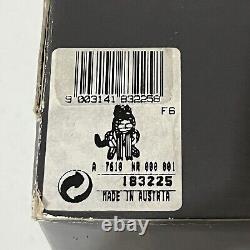 9 003141 832258
F6
A 7610 NR 000 001
183225
MADE IN AUSTRIA